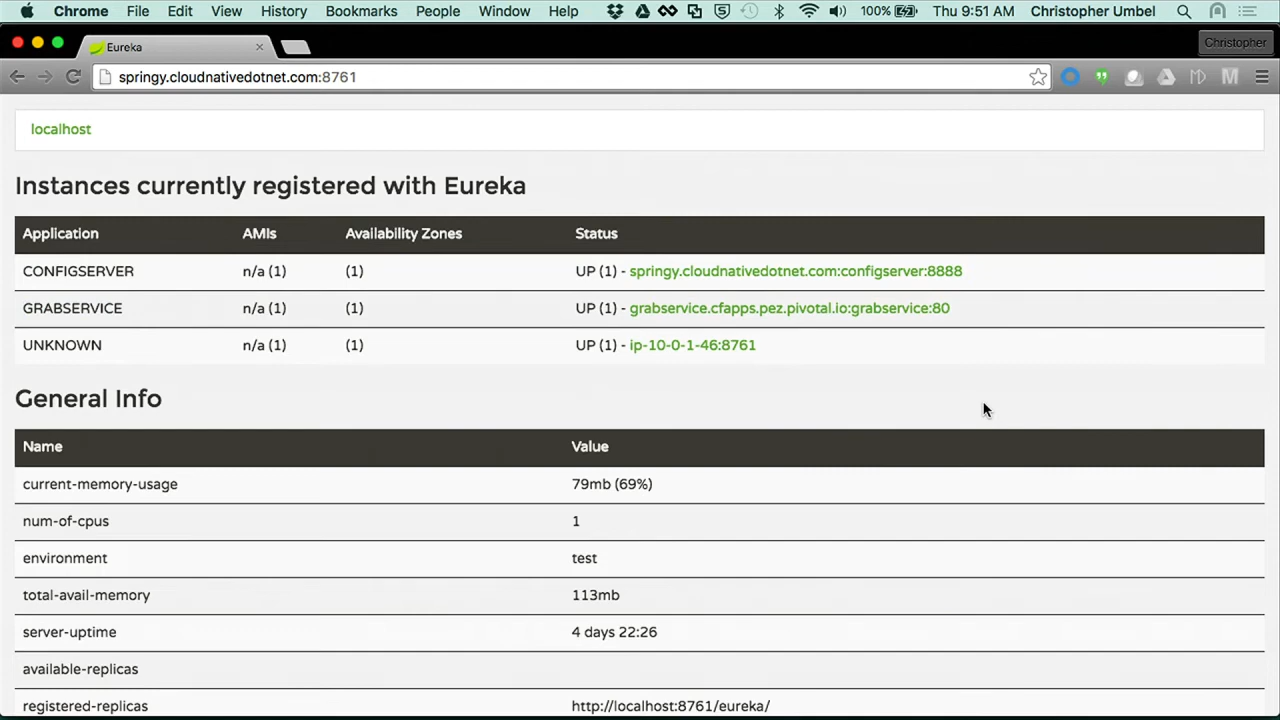 Chrome File Edit View History Bookmarks People Window Help 100% Thu 9:51 AM Christopher Umbel
Eureka
Christopher
springy.cloudnativedotnet.com:8761
localhost
Instances currently registered with Eureka
Application AMIs Availability Zones Status
CONFIGSERVER n/a (1) (1) UP (1) - springy.cloudnativedotnet.com:configserver:8888
GRABSERVICE n/a (1) (1) UP (1) - grabservice.cfapps.pez.pivotal.io:grabservice:80
UNKNOWN n/a (1) (1) UP (1) - ip-10-0-1-46:8761
General Info
Name Value
current-memory-usage 79mb (69%)
num-of-cpus 1
environment test
total-avail-memory 113mb
server-uptime 4 days 22:26
available-replicas
registered-replicas http://localhost:8761/eureka/